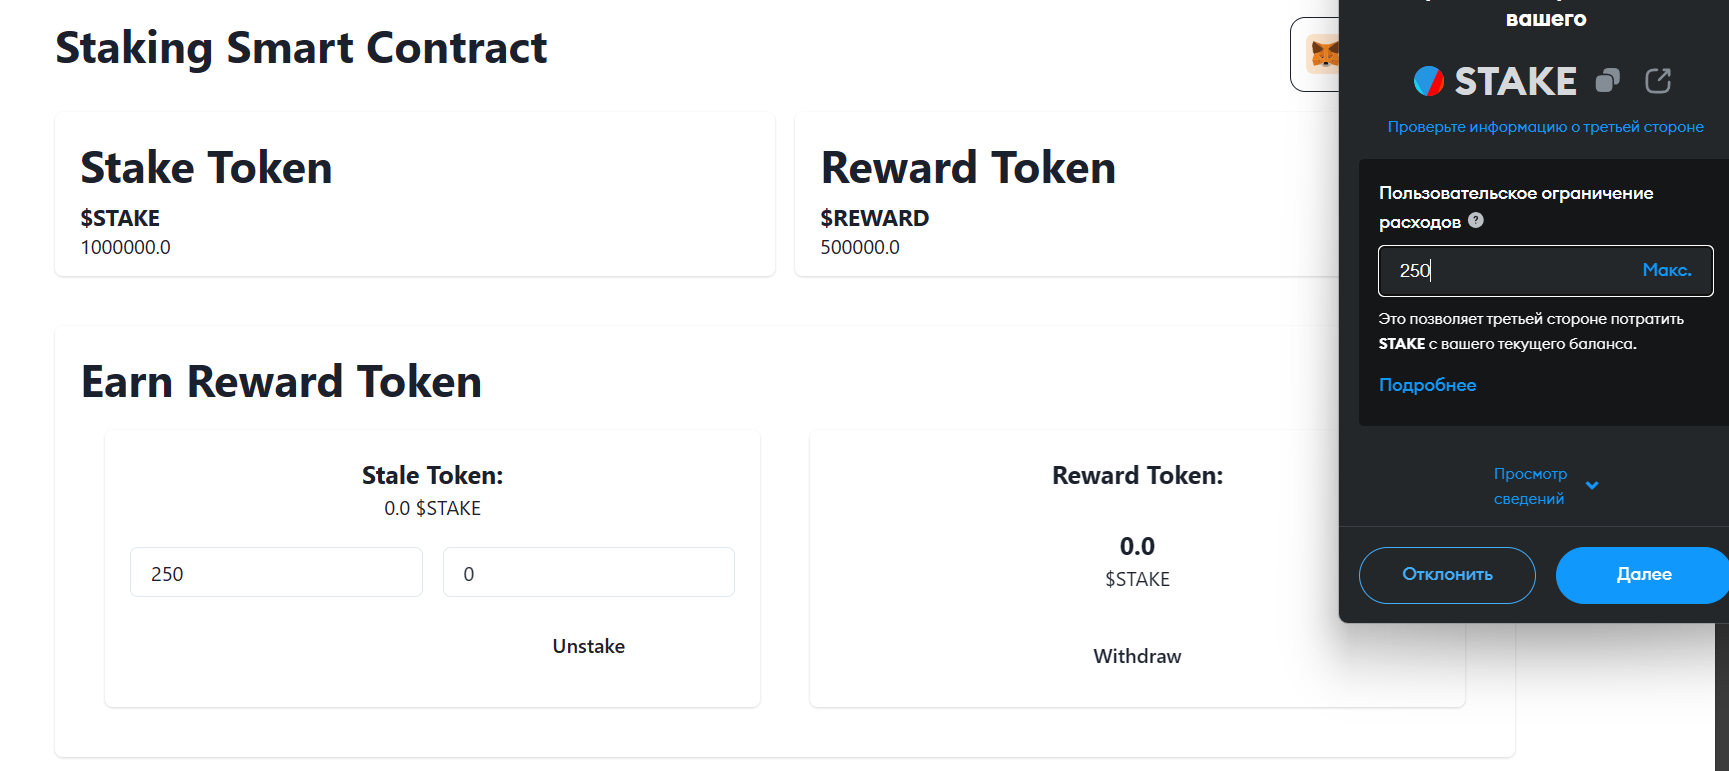 Staking Smart Contract
Stake Token
$STAKE
1000000.0
Reward Token
$REWARD
500000.0
Earn Reward Token
Stale Token:
0.0 $STAKE
250
0
Unstake
Reward Token:
0.0
$STAKE
Withdraw
вашего
STAKE
Проверьте информацию о третьей стороне
Пользовательское ограничение
расходов ?
250 Макс.
Это позволяет третьей стороне потратить
STAKE с вашего текущего баланса.
Подробнее
Просмотр
сведений
Отклонить
Далее